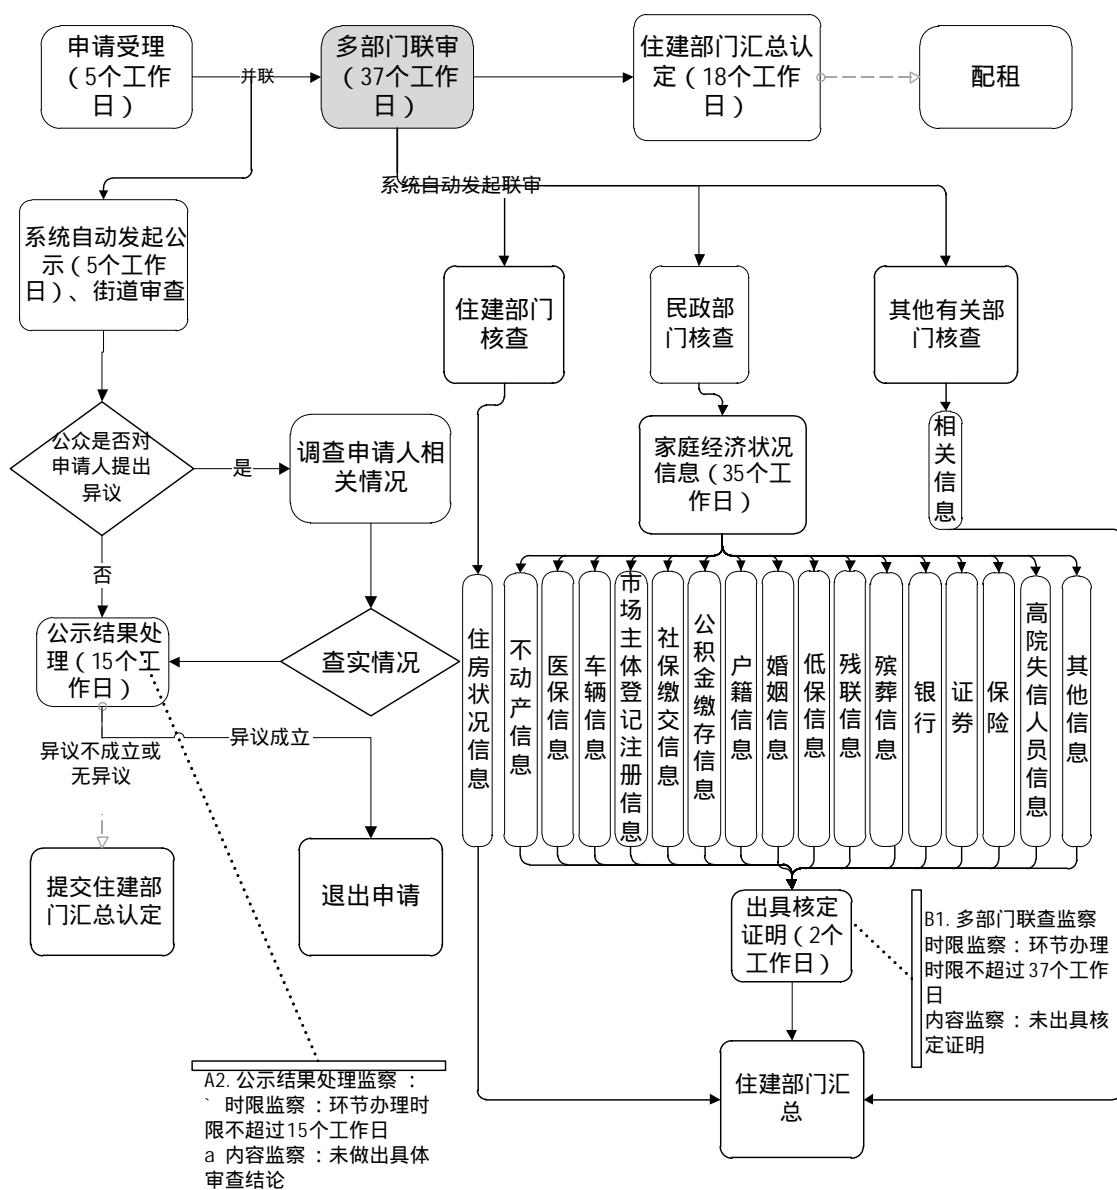 申请受理
（5个工作
日）
并联
多部门联审
（37个工作
日）
住建部门汇总认
定（18个工作
日）
配租
系统自动发起联审
系统自动发起公
示（5个工作
日）、街道审查
住建部门
核查
民政部
门核查
其他有关部
门核查
公众是否对
申请人提出
异议
是
调查申请人相
关情况
家庭经济状况
信息（35个工
作日）
相关信息
否
公示结果处
理（15个工
作日）
查实情况
住房状况信息
不动产信息
医保信息
车辆信息
市场主体登记注册信息
社保缴交信息
公积金缴存信息
户籍信息
婚姻信息
低保信息
残联信息
殡葬信息
银行
证券
保险
高院失信人员信息
其他信息
异议不成立或
无异议
异议成立
提交住建部
门汇总认定
退出申请
出具核定
证明（2个
工作日）
B1.多部门联查监察
时限监察：环节办理
时限不超过37个工作
日
内容监察：未出具核
定证明
住建部门汇
总
A2.公示结果处理监察：
` 时限监察：环节办理时
限不超过15个工作日
a 内容监察：未做出具体
审查结论